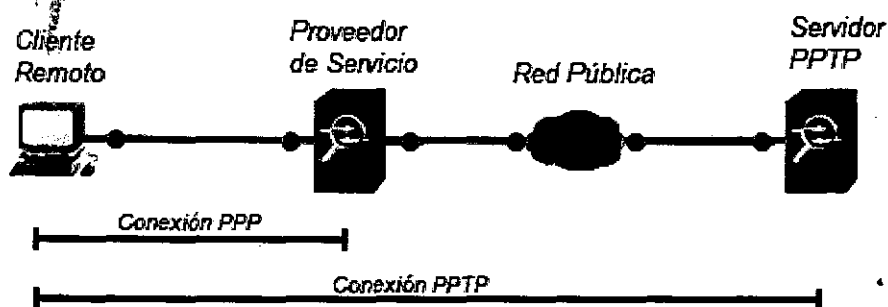 Cliente
Remoto
Proveedor
de Servicio
Red Pública
Servidor
PPTP
Conexión PPP
Conexión PPTP